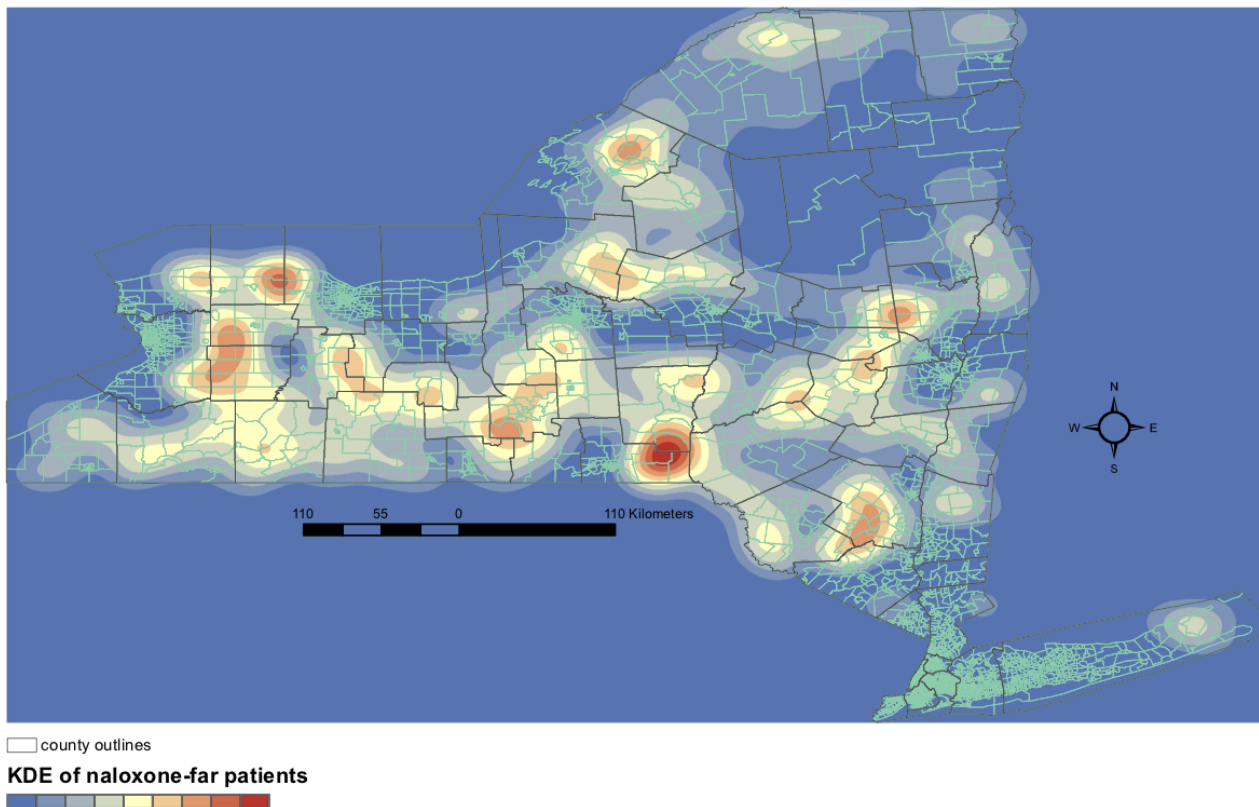 N
W E
S
110 55 0 110 Kilometers
county outlines
KDE of naloxone-far patients